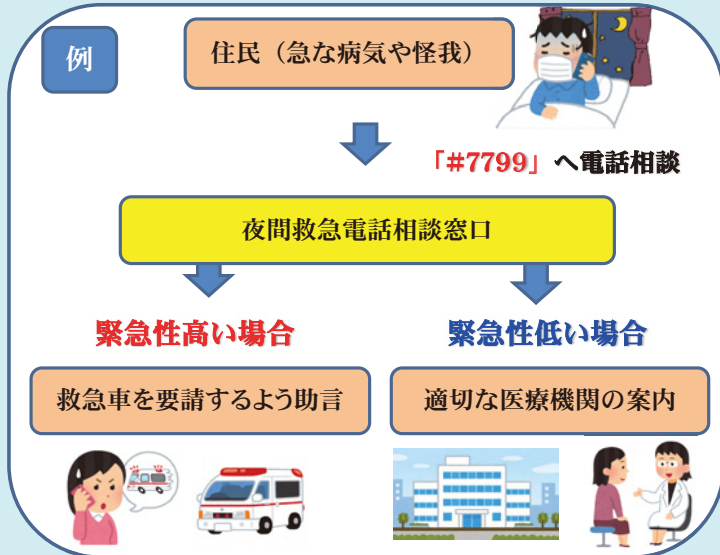 例
住民（急な病気や怪我）
「#7799」へ電話相談
夜間救急電話相談窓口
緊急性高い場合
緊急性低い場合
救急車を要請するよう助言
適切な医療機関の案内